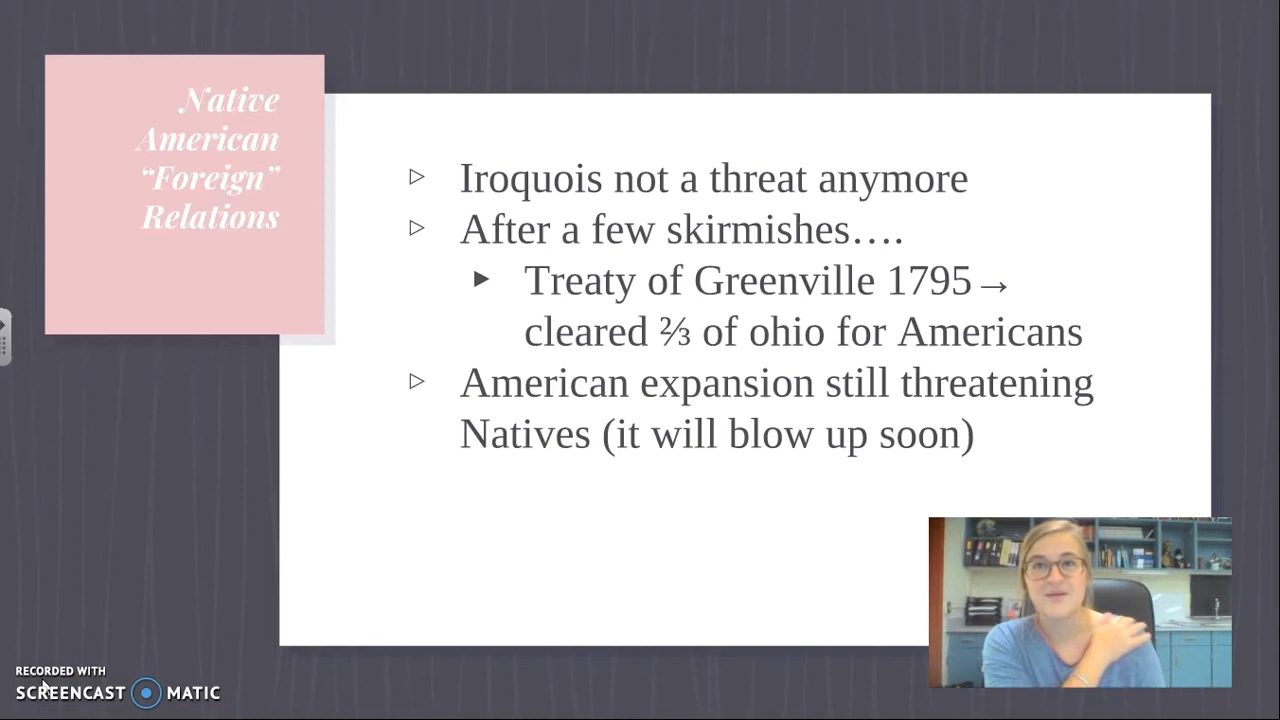 Native
American
“Foreign”
Relations
▷ Iroquois not a threat anymore
▷ After a few skirmishes….
▶ Treaty of Greenville 1795→
cleared ⅔ of ohio for Americans
▷ American expansion still threatening
Natives (it will blow up soon)
RECORDED WITH
SCREENCAST MATIC